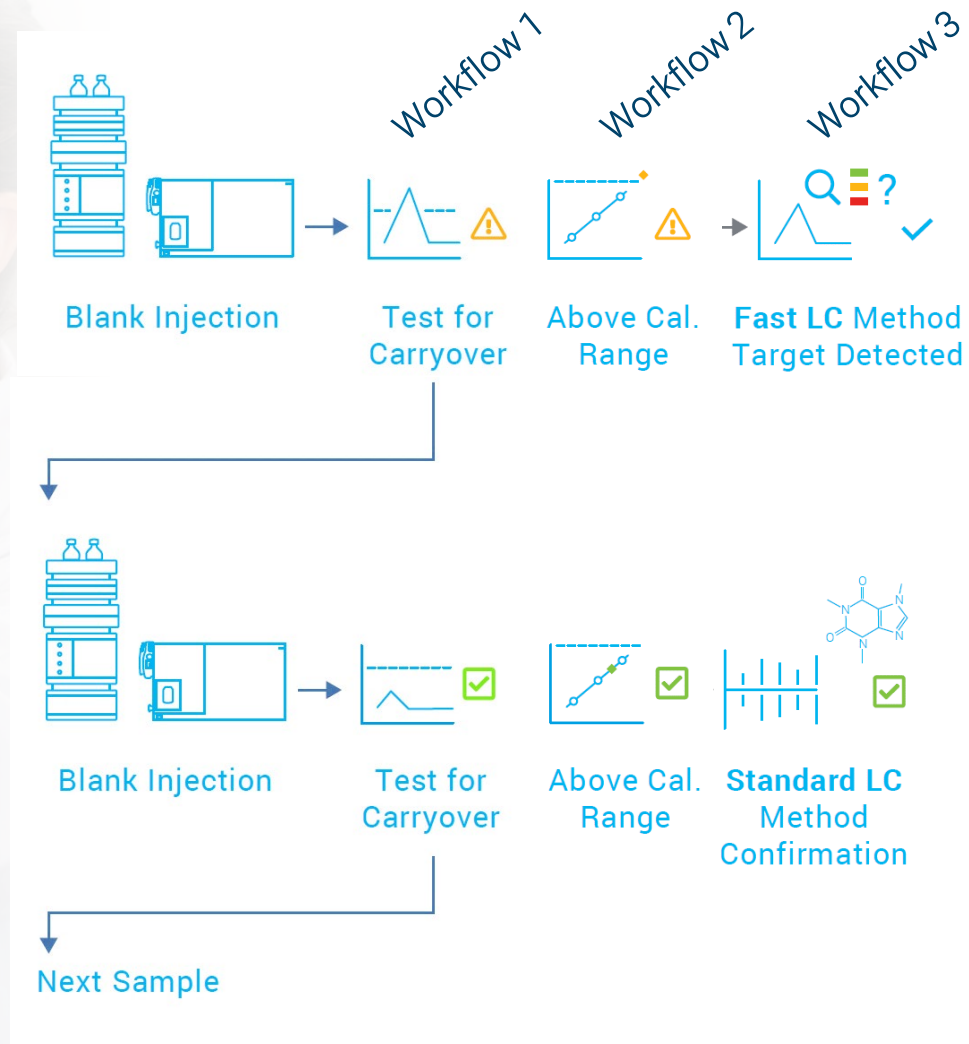 Workflow 1
Workflow 2
Workflow 3
?
Blank Injection
Test for
Carryover
Above Cal.
Range
Fast LC Method
Target Detected
O
N
N
O
N
N
Blank Injection
Test for
Carryover
Above Cal.
Range
Standard LC
Method
Confirmation
Next Sample